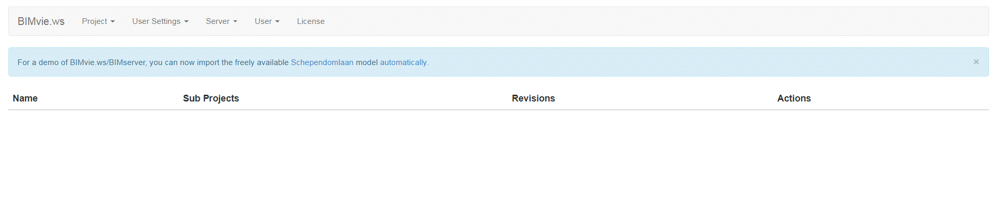 BIMvie.ws Project User Settings Server User License
For a demo of BIMvie.ws/BIMserver, you can now import the freely available Schependomlaan model automatically. ×
Name Sub Projects Revisions Actions